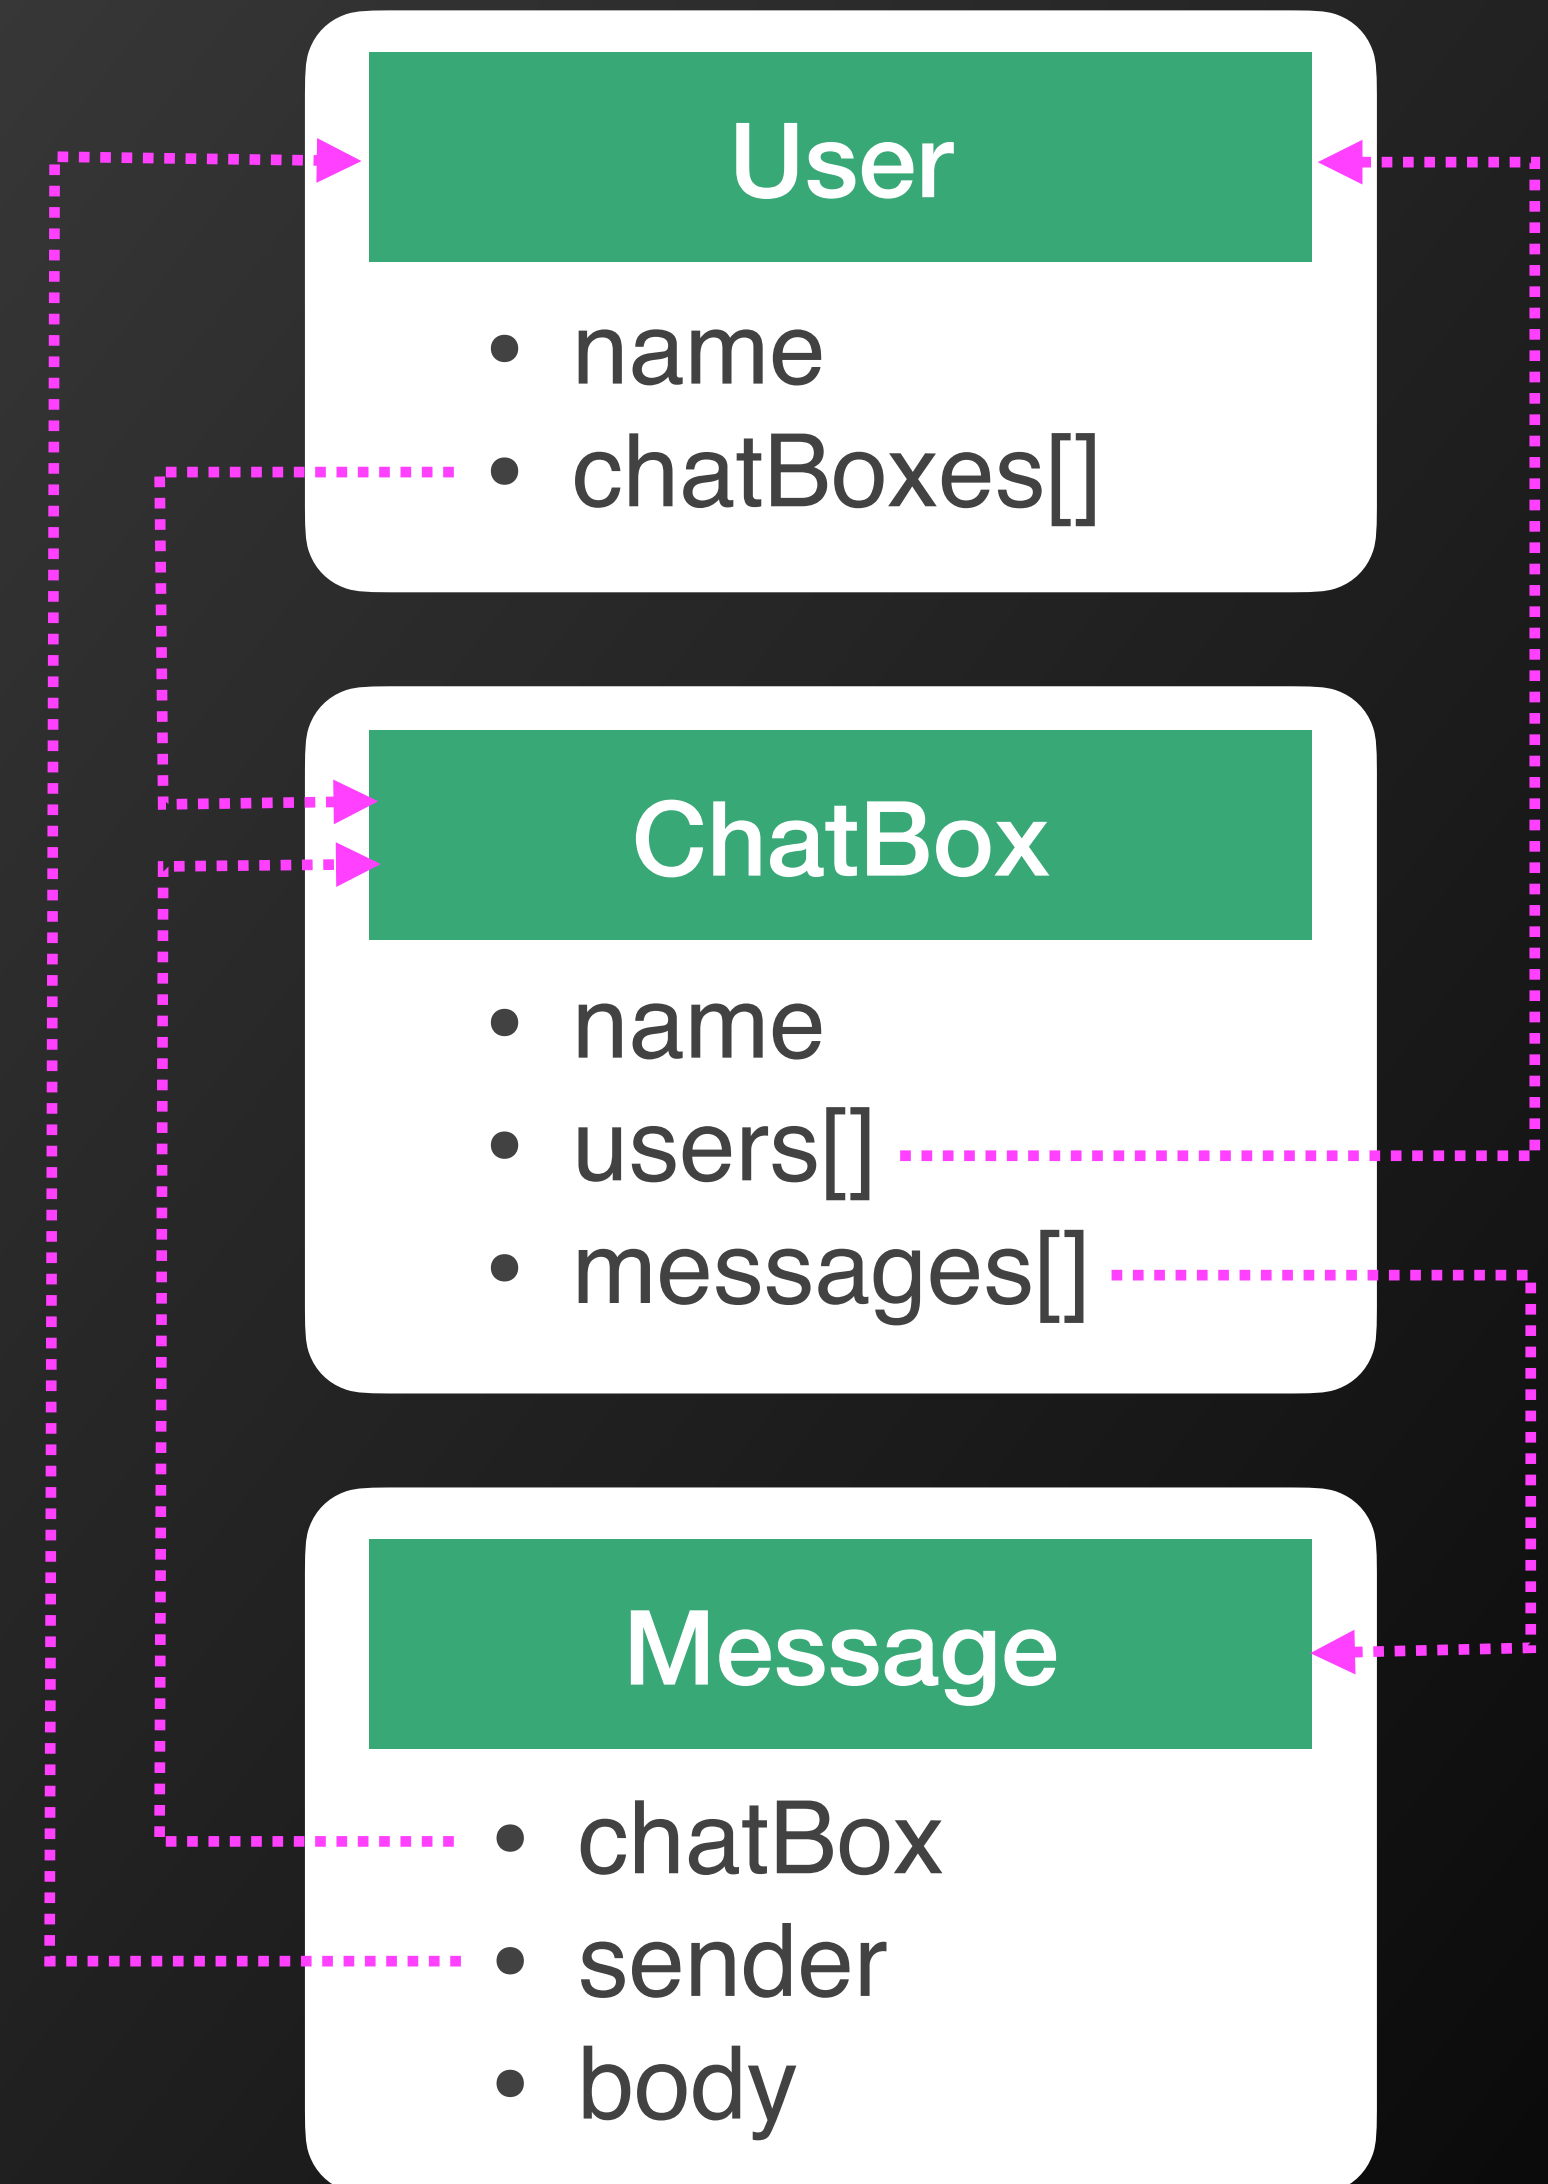 User
• name
• chatBoxes[]
ChatBox
• name
• users[]
• messages[]
Message
• chatBox
• sender
• body